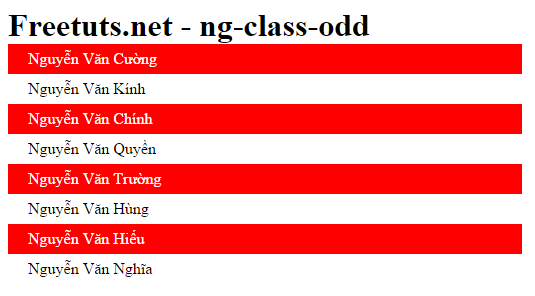 Freetuts.net - ng-class-odd
Nguyễn Văn Cường
Nguyễn Văn Kính
Nguyễn Văn Chính
Nguyễn Văn Quyền
Nguyễn Văn Trường
Nguyễn Văn Hùng
Nguyễn Văn Hiếu
Nguyễn Văn Nghĩa